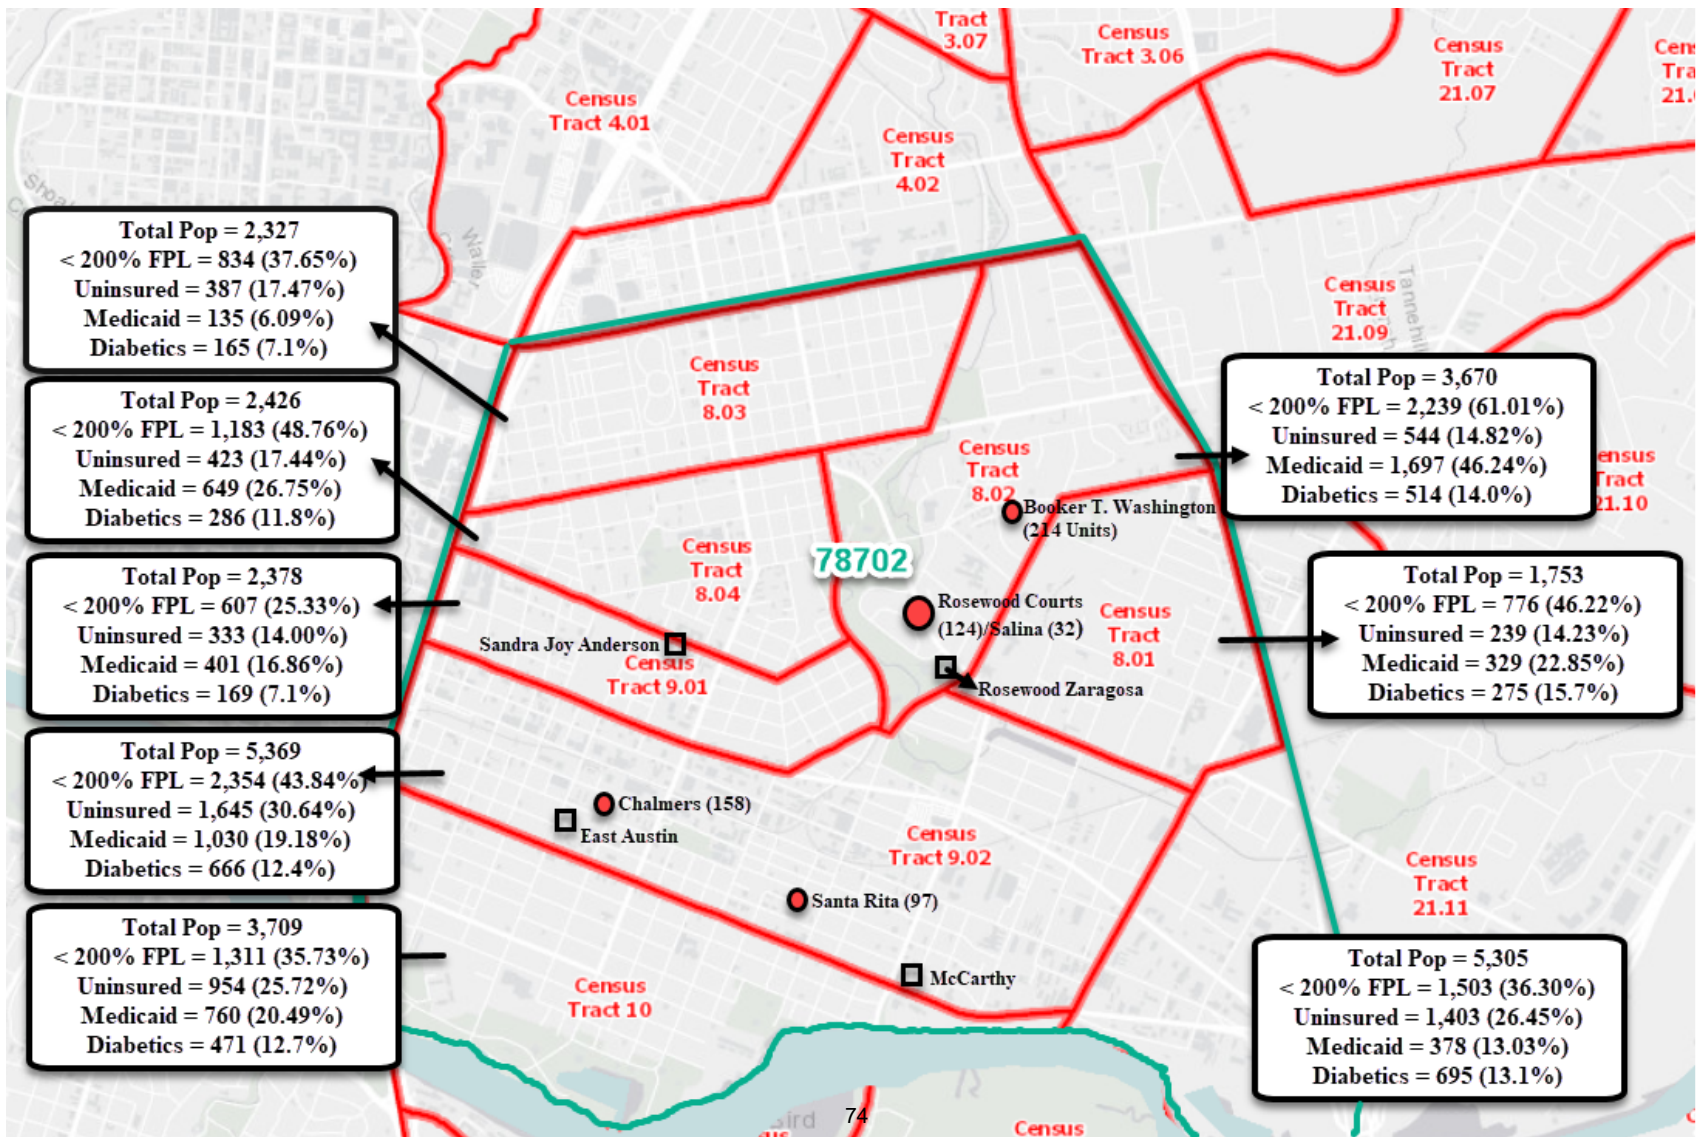 Tract
3.07
Census
Tract 3.06
Census
Tract
21.07
Census
Tract 4.01
Census
Tract
4.02
Shoal
Waller
Total Pop = 2,327
< 200% FPL = 834 (37.65%)
Uninsured = 387 (17.47%)
Medicaid = 135 (6.09%)
Diabetics = 165 (7.1%)
Total Pop = 2,426
< 200% FPL = 1,183 (48.76%)
Uninsured = 423 (17.44%)
Medicaid = 649 (26.75%)
Diabetics = 286 (11.8%)
Total Pop = 2,378
< 200% FPL = 607 (25.33%)
Uninsured = 333 (14.00%)
Medicaid = 401 (16.86%)
Diabetics = 169 (7.1%)
Total Pop = 5,369
< 200% FPL = 2,354 (43.84%)
Uninsured = 1,645 (30.64%)
Medicaid = 1,030 (19.18%)
Diabetics = 666 (12.4%)
Total Pop = 3,709
< 200% FPL = 1,311 (35.73%)
Uninsured = 954 (25.72%)
Medicaid = 760 (20.49%)
Diabetics = 471 (12.7%)
Census
Tract
21.09
Tannehill
Census
Tract
8.03
Census
Tract
8.02
Booker T. Washington
(214 Units)
78702
Census
Tract
8.04
Rosewood Courts
(124)/Salina (32)
Census
Tract
8.01
Sandra Joy Anderson
Census
Tract 9.01
Rosewood Zaragosa
Chalmers (158)
East Austin
Census
Tract 9.02
Santa Rita (97)
McCarthy
Census
Tract 10
Total Pop = 3,670
< 200% FPL = 2,239 (61.01%)
Uninsured = 544 (14.82%)
Medicaid = 1,697 (46.24%)
Diabetics = 514 (14.0%)
ensus
Tract
21.10
Total Pop = 1,753
< 200% FPL = 776 (46.22%)
Uninsured = 239 (14.23%)
Medicaid = 329 (22.85%)
Diabetics = 275 (15.7%)
Census
Tract
21.11
Total Pop = 5,305
< 200% FPL = 1,503 (36.30%)
Uninsured = 1,403 (26.45%)
Medicaid = 378 (13.03%)
Diabetics = 695 (13.1%)
74
Bird
Census